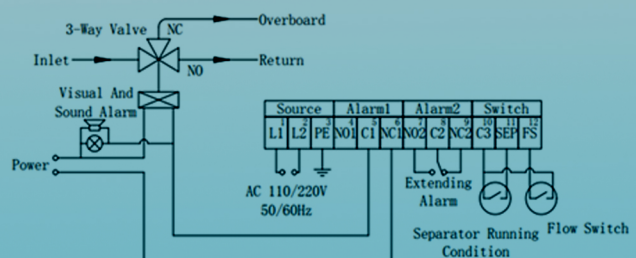 3-Way Valve
NC
Overboard
Inlet
NO
Return
Visual And
Sound Alarm
Power
Source Alarm1 Alarm2 Switch
1 2 3 4 5 6 7 8 9 10 11 12
L1 L2 PE NO1 C1 NC1 NO2 C2 NC2 C3 SEP FS
AC 110/220V
50/60Hz
Extending
Alarm
Separator Running
Condition
Flow Switch